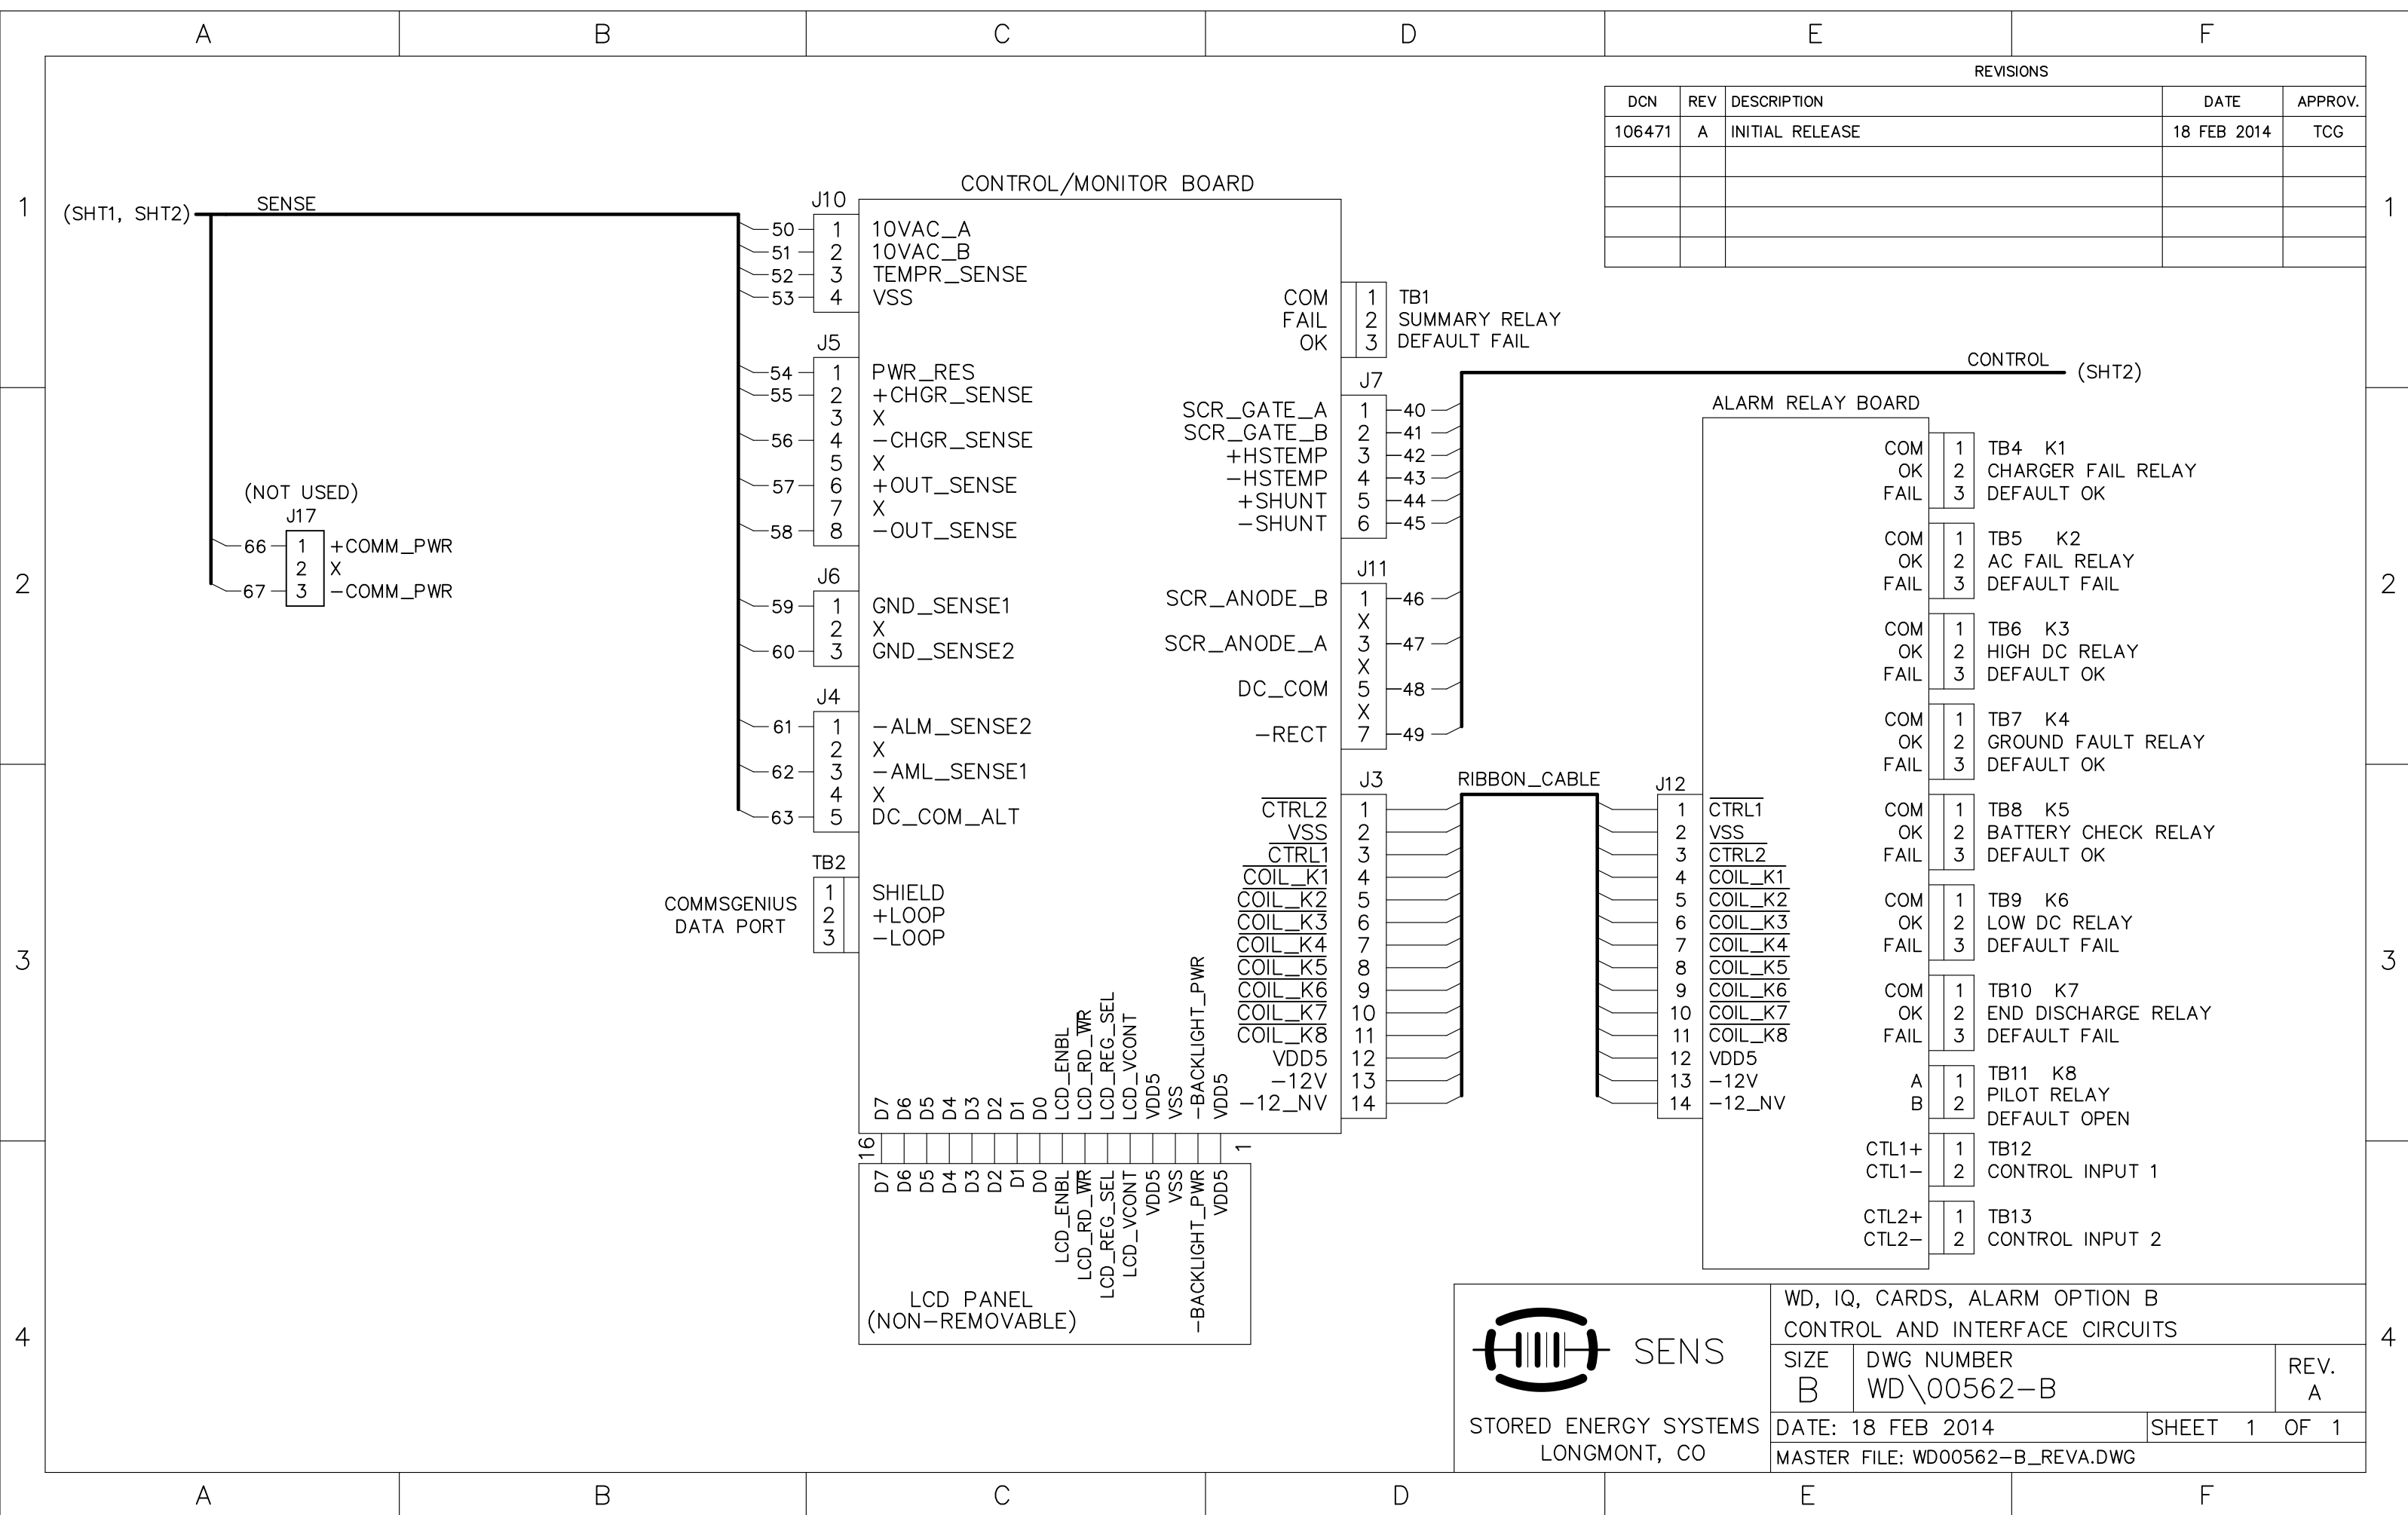 A B C D E F
REVISIONS
DCN REV DESCRIPTION DATE APPROV.
106471 A INITIAL RELEASE 18 FEB 2014 TCG
1 1
2 2
3 3
4 4
(SHT1, SHT2) SENSE
(NOT USED)
J17
66 1 +COMM_PWR
2 X
67 3 -COMM_PWR
CONTROL/MONITOR BOARD
J10
50 1 10VAC_A
51 2 10VAC_B
52 3 TEMPR_SENSE
53 4 VSS
J5
54 1 PWR_RES
55 2 +CHGR_SENSE
3 X
56 4 -CHGR_SENSE
5 X
57 6 +OUT_SENSE
7 X
58 8 -OUT_SENSE
J6
59 1 GND_SENSE1
2 X
60 3 GND_SENSE2
J4
61 1 -ALM_SENSE2
2 X
62 3 -AML_SENSE1
4 X
63 5 DC_COM_ALT
TB2
COMMSGENIUS
DATA PORT
1 SHIELD
2 +LOOP
3 -LOOP
COM 1 TB1
FAIL 2 SUMMARY RELAY
OK 3 DEFAULT FAIL
CONTROL (SHT2)
J7
SCR_GATE_A 1 40
SCR_GATE_B 2 41
+HSTEMP 3 42
-HSTEMP 4 43
+SHUNT 5 44
-SHUNT 6 45
J11
SCR_ANODE_B 1 46
X
SCR_ANODE_A 3 47
X
DC_COM 5 48
X
-RECT 7 49
J3 RIBBON_CABLE
CTRL2 1
VSS 2
CTRL1 3
COIL_K1 4
COIL_K2 5
COIL_K3 6
COIL_K4 7
COIL_K5 8
COIL_K6 9
COIL_K7 10
COIL_K8 11
VDD5 12
-12V 13
-12_NV 14
D7 D6 D5 D4 D3 D2 D1 D0 LCD_ENBL LCD_RD_WR LCD_REG_SEL LCD_VCONT VDD5 VSS -BACKLIGHT_PWR VDD5
16 1
D7 D6 D5 D4 D3 D2 D1 D0 LCD_ENBL LCD_RD_WR LCD_REG_SEL LCD_VCONT VDD5 VSS -BACKLIGHT_PWR VDD5
LCD PANEL
(NON-REMOVABLE)
ALARM RELAY BOARD
J12
1 CTRL1
2 VSS
3 CTRL2
4 COIL_K1
5 COIL_K2
6 COIL_K3
7 COIL_K4
8 COIL_K5
9 COIL_K6
10 COIL_K7
11 COIL_K8
12 VDD5
13 -12V
14 -12_NV
COM 1 TB4 K1
OK 2 CHARGER FAIL RELAY
FAIL 3 DEFAULT OK
COM 1 TB5 K2
OK 2 AC FAIL RELAY
FAIL 3 DEFAULT FAIL
COM 1 TB6 K3
OK 2 HIGH DC RELAY
FAIL 3 DEFAULT OK
COM 1 TB7 K4
OK 2 GROUND FAULT RELAY
FAIL 3 DEFAULT OK
COM 1 TB8 K5
OK 2 BATTERY CHECK RELAY
FAIL 3 DEFAULT OK
COM 1 TB9 K6
OK 2 LOW DC RELAY
FAIL 3 DEFAULT FAIL
COM 1 TB10 K7
OK 2 END DISCHARGE RELAY
FAIL 3 DEFAULT FAIL
A 1 TB11 K8
B 2 PILOT RELAY
DEFAULT OPEN
CTL1+ 1 TB12
CTL1- 2 CONTROL INPUT 1
CTL2+ 1 TB13
CTL2- 2 CONTROL INPUT 2
SENS
STORED ENERGY SYSTEMS
LONGMONT, CO
WD, IQ, CARDS, ALARM OPTION B
CONTROL AND INTERFACE CIRCUITS
SIZE DWG NUMBER REV.
B WD\00562-B A
DATE: 18 FEB 2014 SHEET 1 OF 1
MASTER FILE: WD00562-B_REVA.DWG
A B C D E F